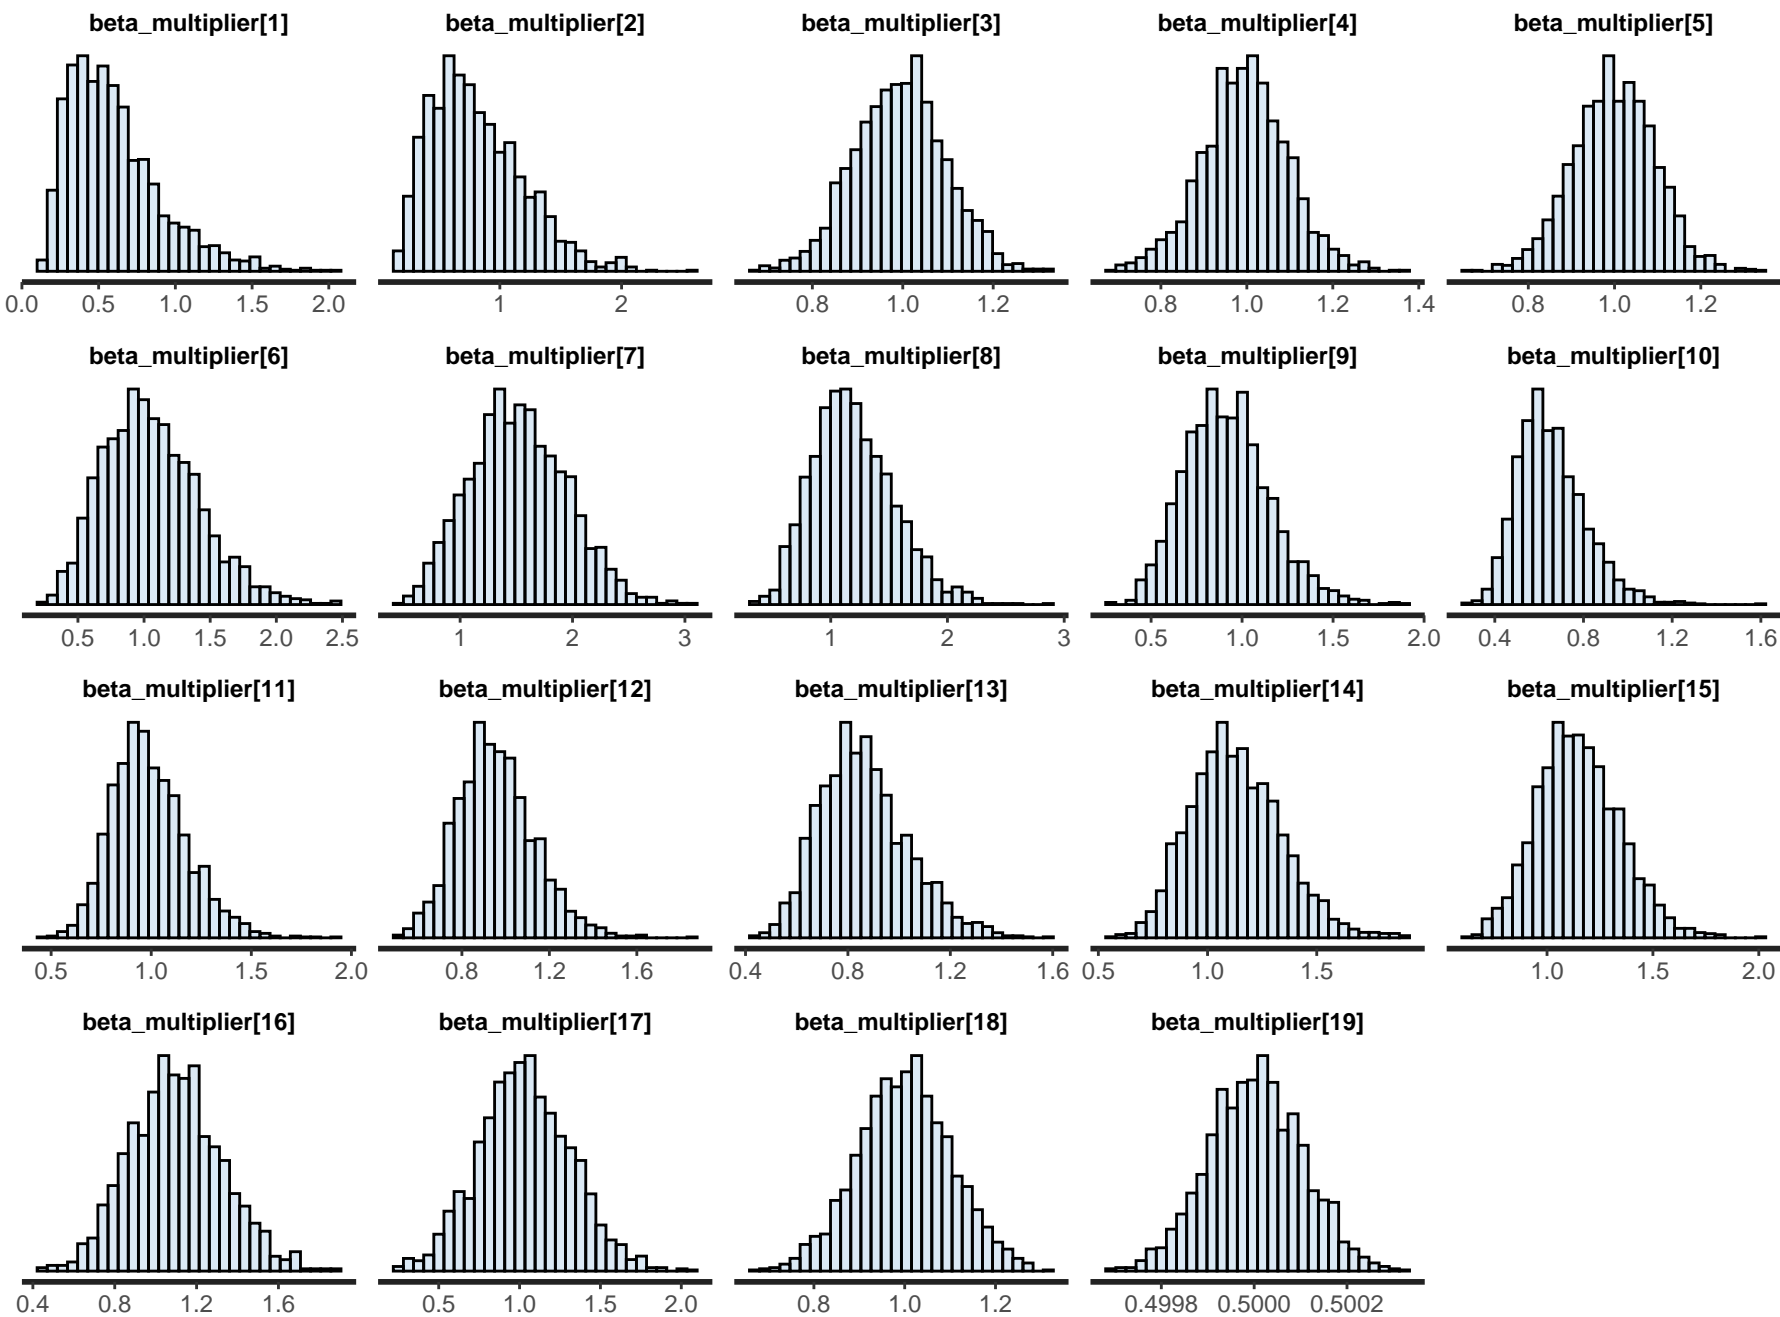 beta_multiplier[1] beta_multiplier[2] beta_multiplier[3] beta_multiplier[4] beta_multiplier[5]
0.0 0.5 1.0 1.5 2.0 1 2 0.8 1.0 1.2 0.8 1.0 1.2 1.4 0.8 1.0 1.2
beta_multiplier[6] beta_multiplier[7] beta_multiplier[8] beta_multiplier[9] beta_multiplier[10]
0.5 1.0 1.5 2.0 2.5 1 2 3 1 2 3 0.5 1.0 1.5 2.0 0.4 0.8 1.2 1.6
beta_multiplier[11] beta_multiplier[12] beta_multiplier[13] beta_multiplier[14] beta_multiplier[15]
0.5 1.0 1.5 2.0 0.8 1.2 1.6 0.4 0.8 1.2 1.6 0.5 1.0 1.5 1.0 1.5 2.0
beta_multiplier[16] beta_multiplier[17] beta_multiplier[18] beta_multiplier[19]
0.4 0.8 1.2 1.6 0.5 1.0 1.5 2.0 0.8 1.0 1.2 0.4998 0.5000 0.5002